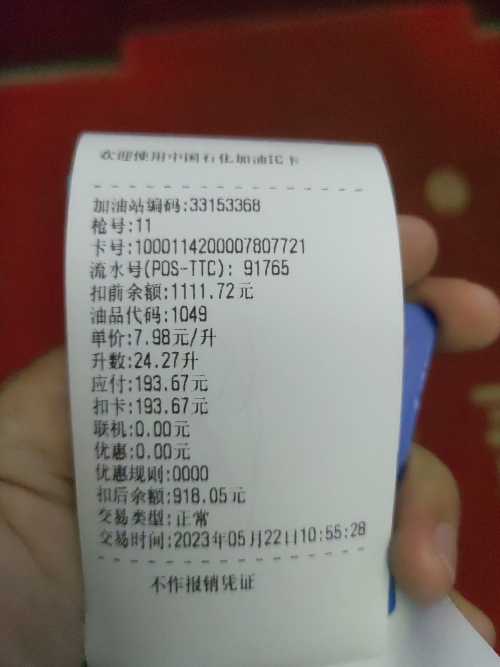 欢迎使用中国石化加油IC卡
加油站编码:33153368
枪号:11
卡号:1000114200007807721
流水号(POS-TTC): 91765
扣前余额:1111.72元
油品代码:1049
单价:7.98元/升
升数:24.27升
应付:193.67元
扣卡:193.67元
联机:0.00元
优惠:0.00元
优惠规则:0000
扣后余额:918.05元
交易类型:正常
交易时间:2023年05月22日10:55:28
不作报销凭证